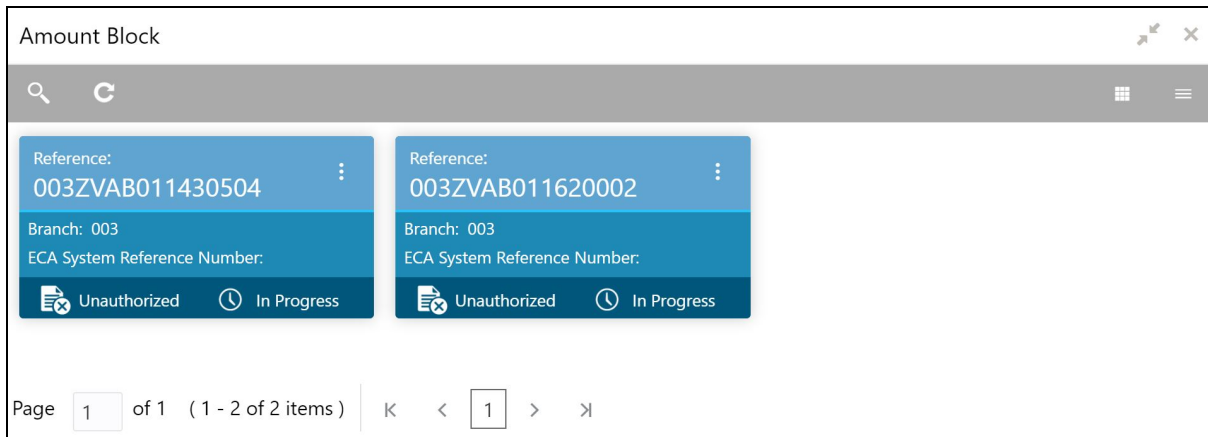 Amount Block
Reference: Reference:
003ZVAB011430504 003ZVAB011620002
Branch: 003 Branch: 003
ECA System Reference Number: ECA System Reference Number:
Unauthorized In Progress Unauthorized In Progress
Page 1 of 1 ( 1 - 2 of 2 items ) 1